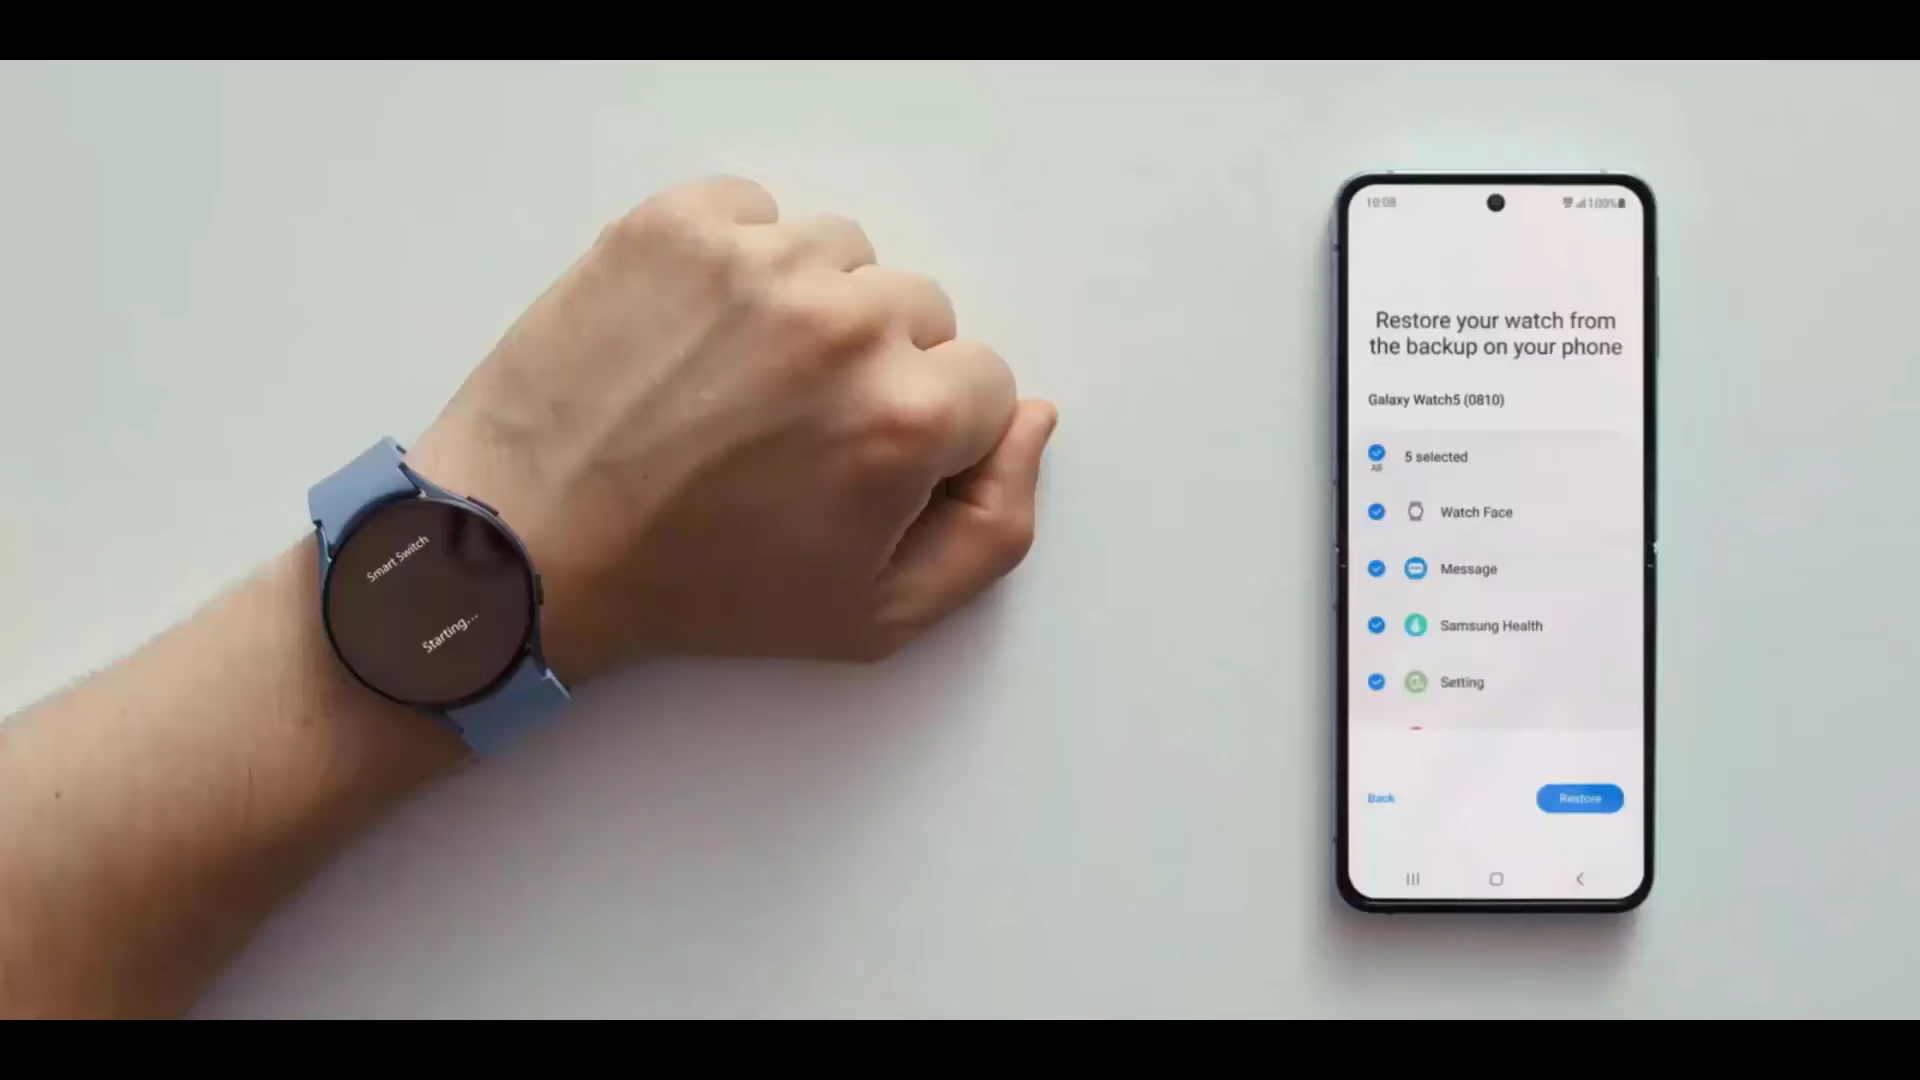 Smart Switch
Starting...
10:08
100%
Restore your watch from
the backup on your phone
Galaxy Watch5 (0810)
All
5 selected
Watch Face
Message
Samsung Health
Setting
Back
Restore